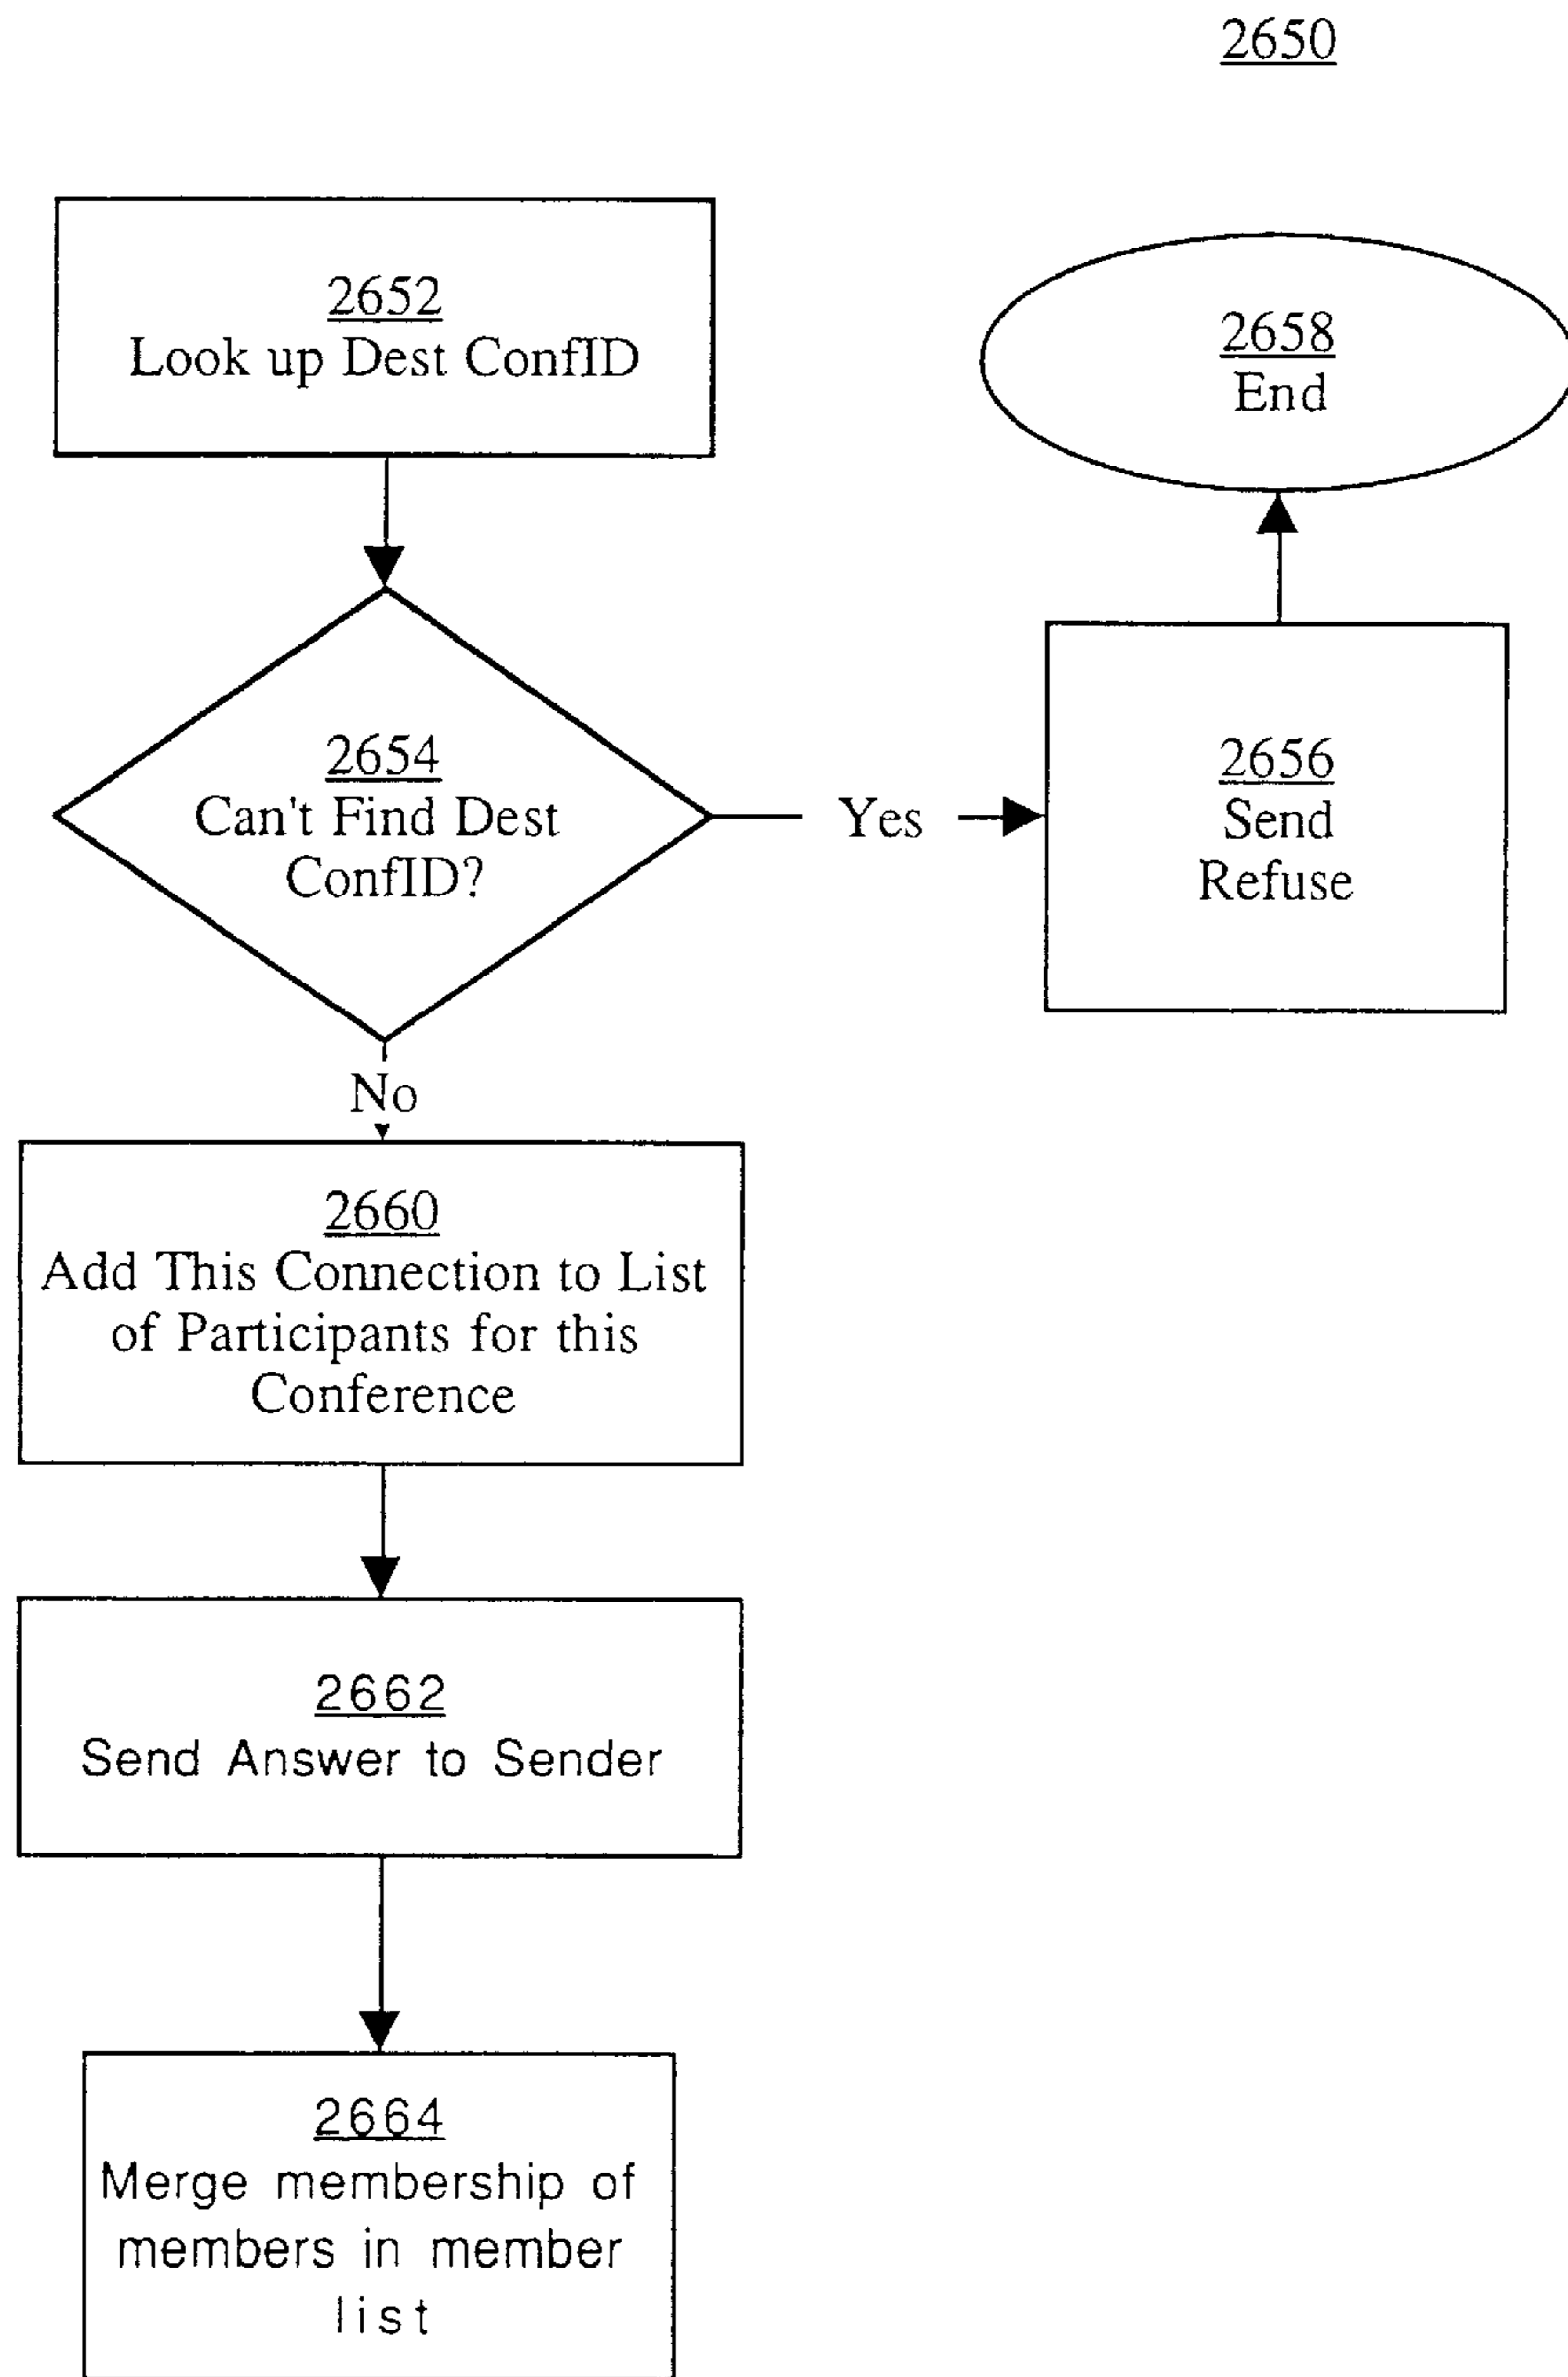 2650
2652
Look up Dest ConfID
2658
End
2654
Can't Find Dest
ConfID?
Yes
2656
Send
Refuse
No
2660
Add This Connection to List
of Participants for this
Conference
2662
Send Answer to Sender
2664
Merge membership of
members in member
list